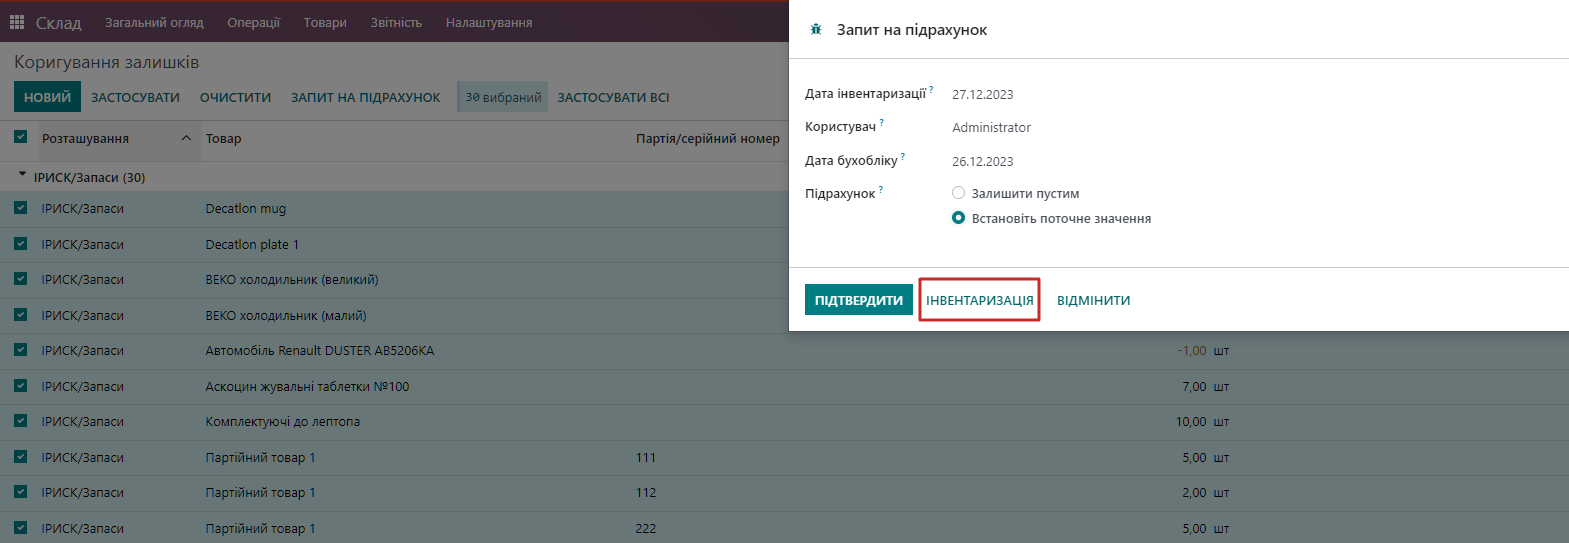 Склад Загальний огляд Операції Товари Звітність Налаштування
Коригування залишків
НОВИЙ ЗАСТОСУВАТИ ОЧИСТИТИ ЗАПИТ НА ПІДРАХУНОК 30 вибраний ЗАСТОСУВАТИ ВСІ
Розташування Товар Партія/серійний номер
ІРИСК/Запаси (30)
ІРИСК/Запаси Decatlon mug
ІРИСК/Запаси Decatlon plate 1
ІРИСК/Запаси BEKO холодильник (великий)
ІРИСК/Запаси BEKO холодильник (малий)
ІРИСК/Запаси Автомобіль Renault DUSTER AB5206KA -1,00 шт
ІРИСК/Запаси Аскоцин жувальні таблетки №100 7,00 шт
ІРИСК/Запаси Комплектуючі до лептопа 10,00 шт
ІРИСК/Запаси Партійний товар 1 111 5,00 шт
ІРИСК/Запаси Партійний товар 1 112 2,00 шт
ІРИСК/Запаси Партійний товар 1 222 5,00 шт
Запит на підрахунок
Дата інвентаризації ? 27.12.2023
Користувач ? Administrator
Дата бухобліку ? 26.12.2023
Підрахунок ? Залишити пустим
Встановіть поточне значення
ПІДТВЕРДИТИ ІНВЕНТАРИЗАЦІЯ ВІДМІНИТИ